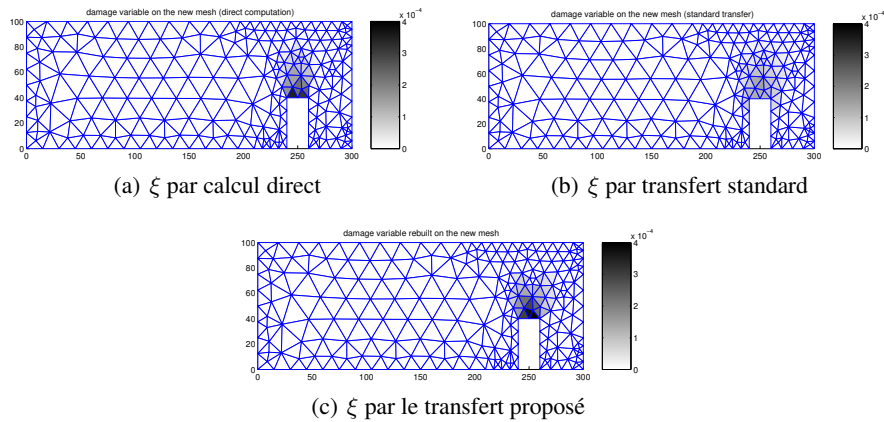 damage variable on the new mesh (direct computation)
x 10⁻⁴
100
80
60
40
20
0
0 50 100 150 200 250 300
4
3
2
1
0
(a) ξ par calcul direct
damage variable on the new mesh (standard transfer)
x 10⁻⁴
100
80
60
40
20
0
0 50 100 150 200 250 300
4
3
2
1
0
(b) ξ par transfert standard
damage variable rebuilt on the new mesh
x 10⁻⁴
100
80
60
40
20
0
0 50 100 150 200 250 300
4
3
2
1
0
(c) ξ par le transfert proposé